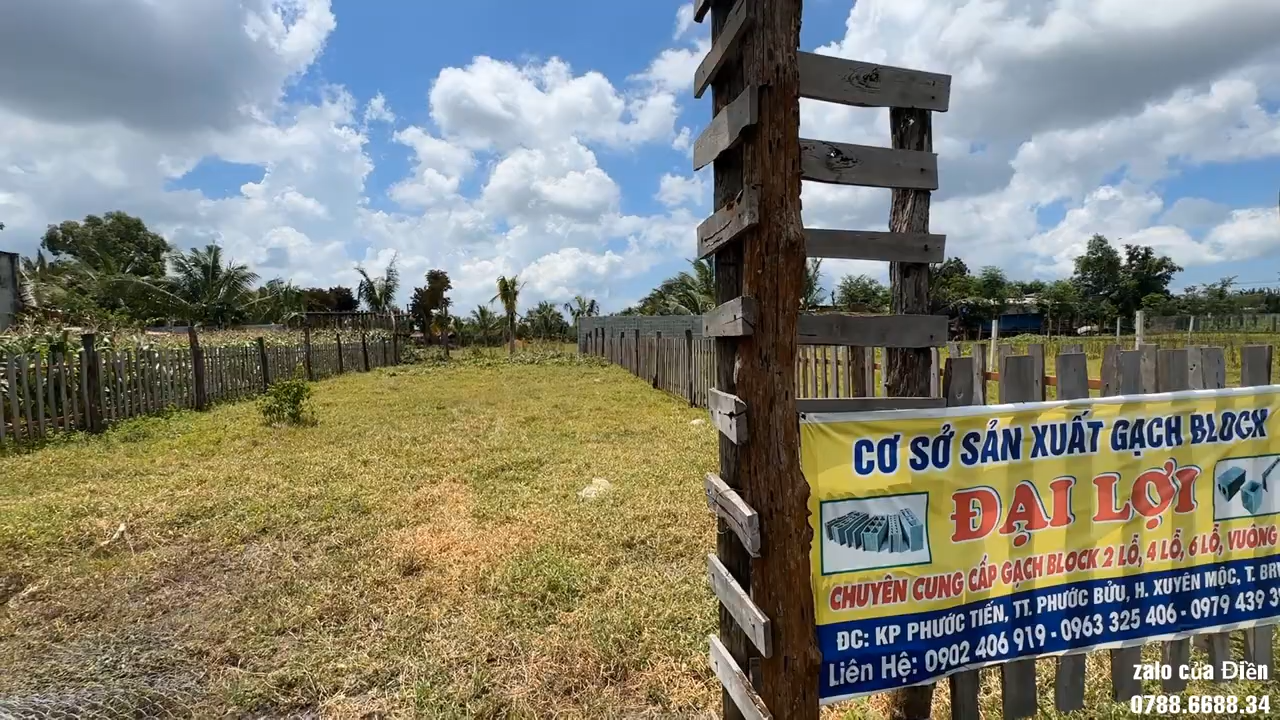 CƠ SỞ SẢN XUẤT GẠCH BLOCK
ĐẠI LỢI
CHUYÊN CUNG CẤP GẠCH BLOCK 2 LỖ, 4 LỖ, 6 LỖ, VUÔNG
ĐC: KP PHƯỚC TIẾN, TT. PHƯỚC BỬU, H. XUYÊN MỘC, T. BRV
Liên Hệ: 0902 406 919 - 0963 325 406 - 0979 439
zalo của Điền
0788.6688.34